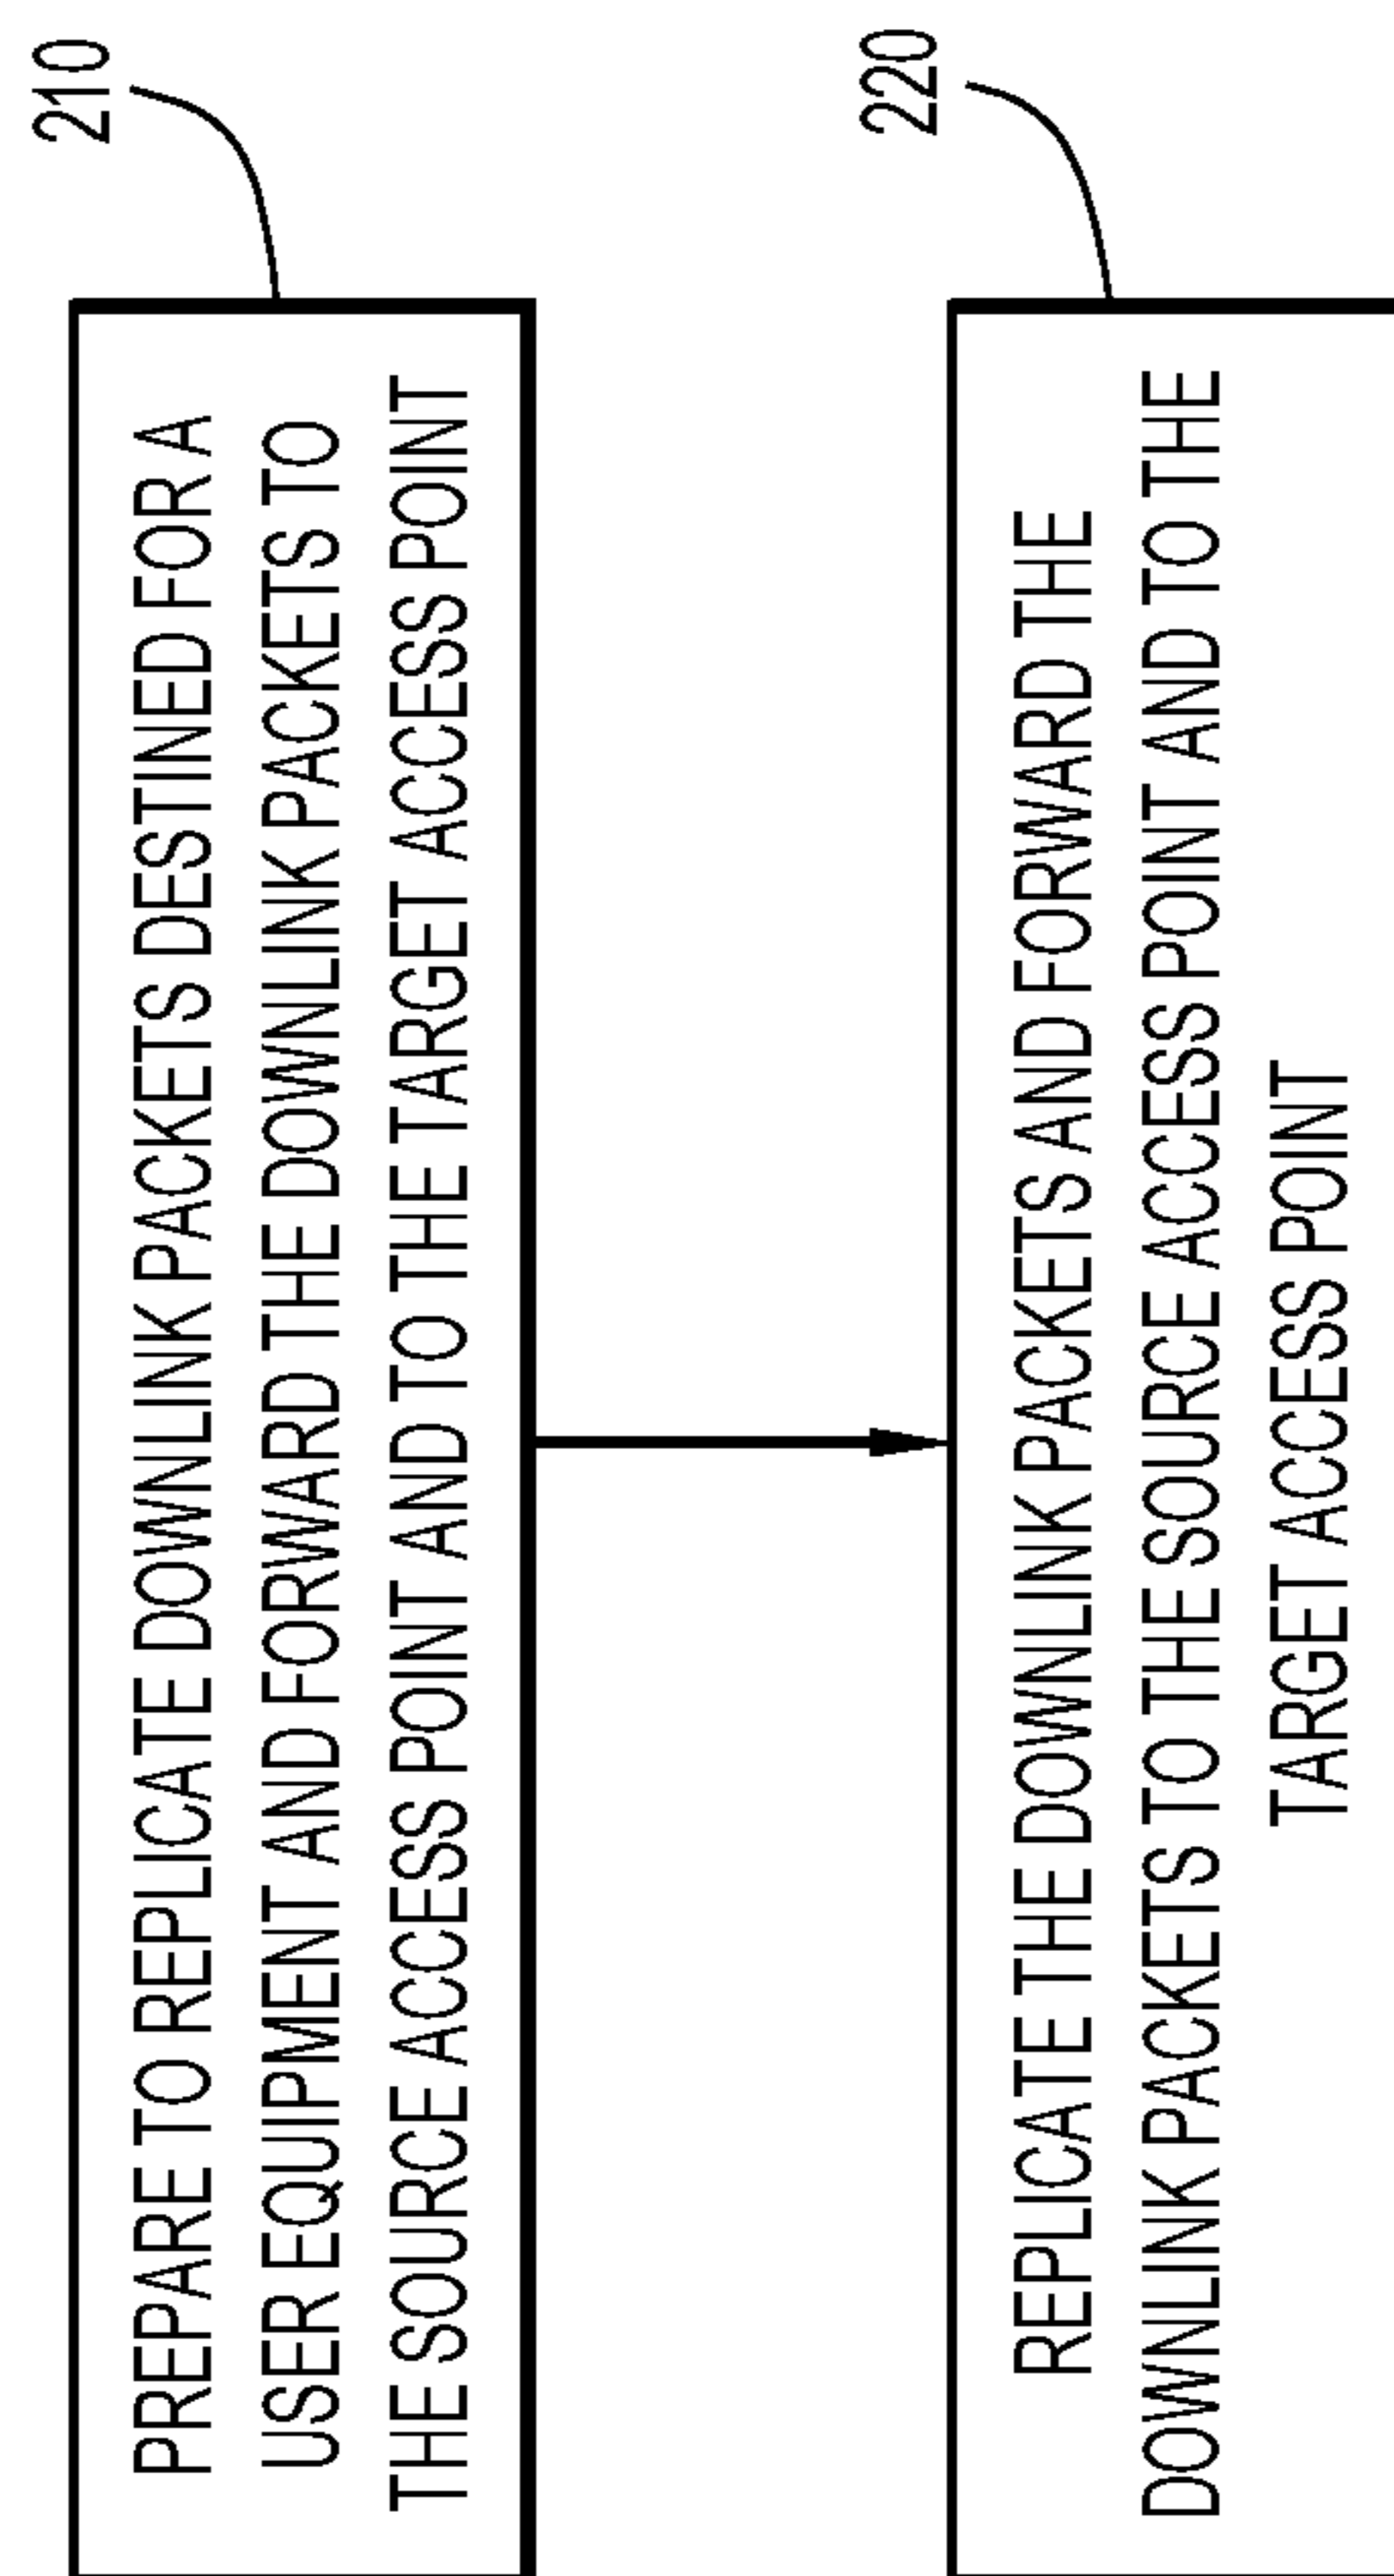 210
PREPARE TO REPLICATE DOWNLINK PACKETS DESTINED FOR A
USER EQUIPMENT AND FORWARD THE DOWNLINK PACKETS TO
THE SOURCE ACCESS POINT AND TO THE TARGET ACCESS POINT
220
REPLICATE THE DOWNLINK PACKETS AND FORWARD THE
DOWNLINK PACKETS TO THE SOURCE ACCESS POINT AND TO THE
TARGET ACCESS POINT